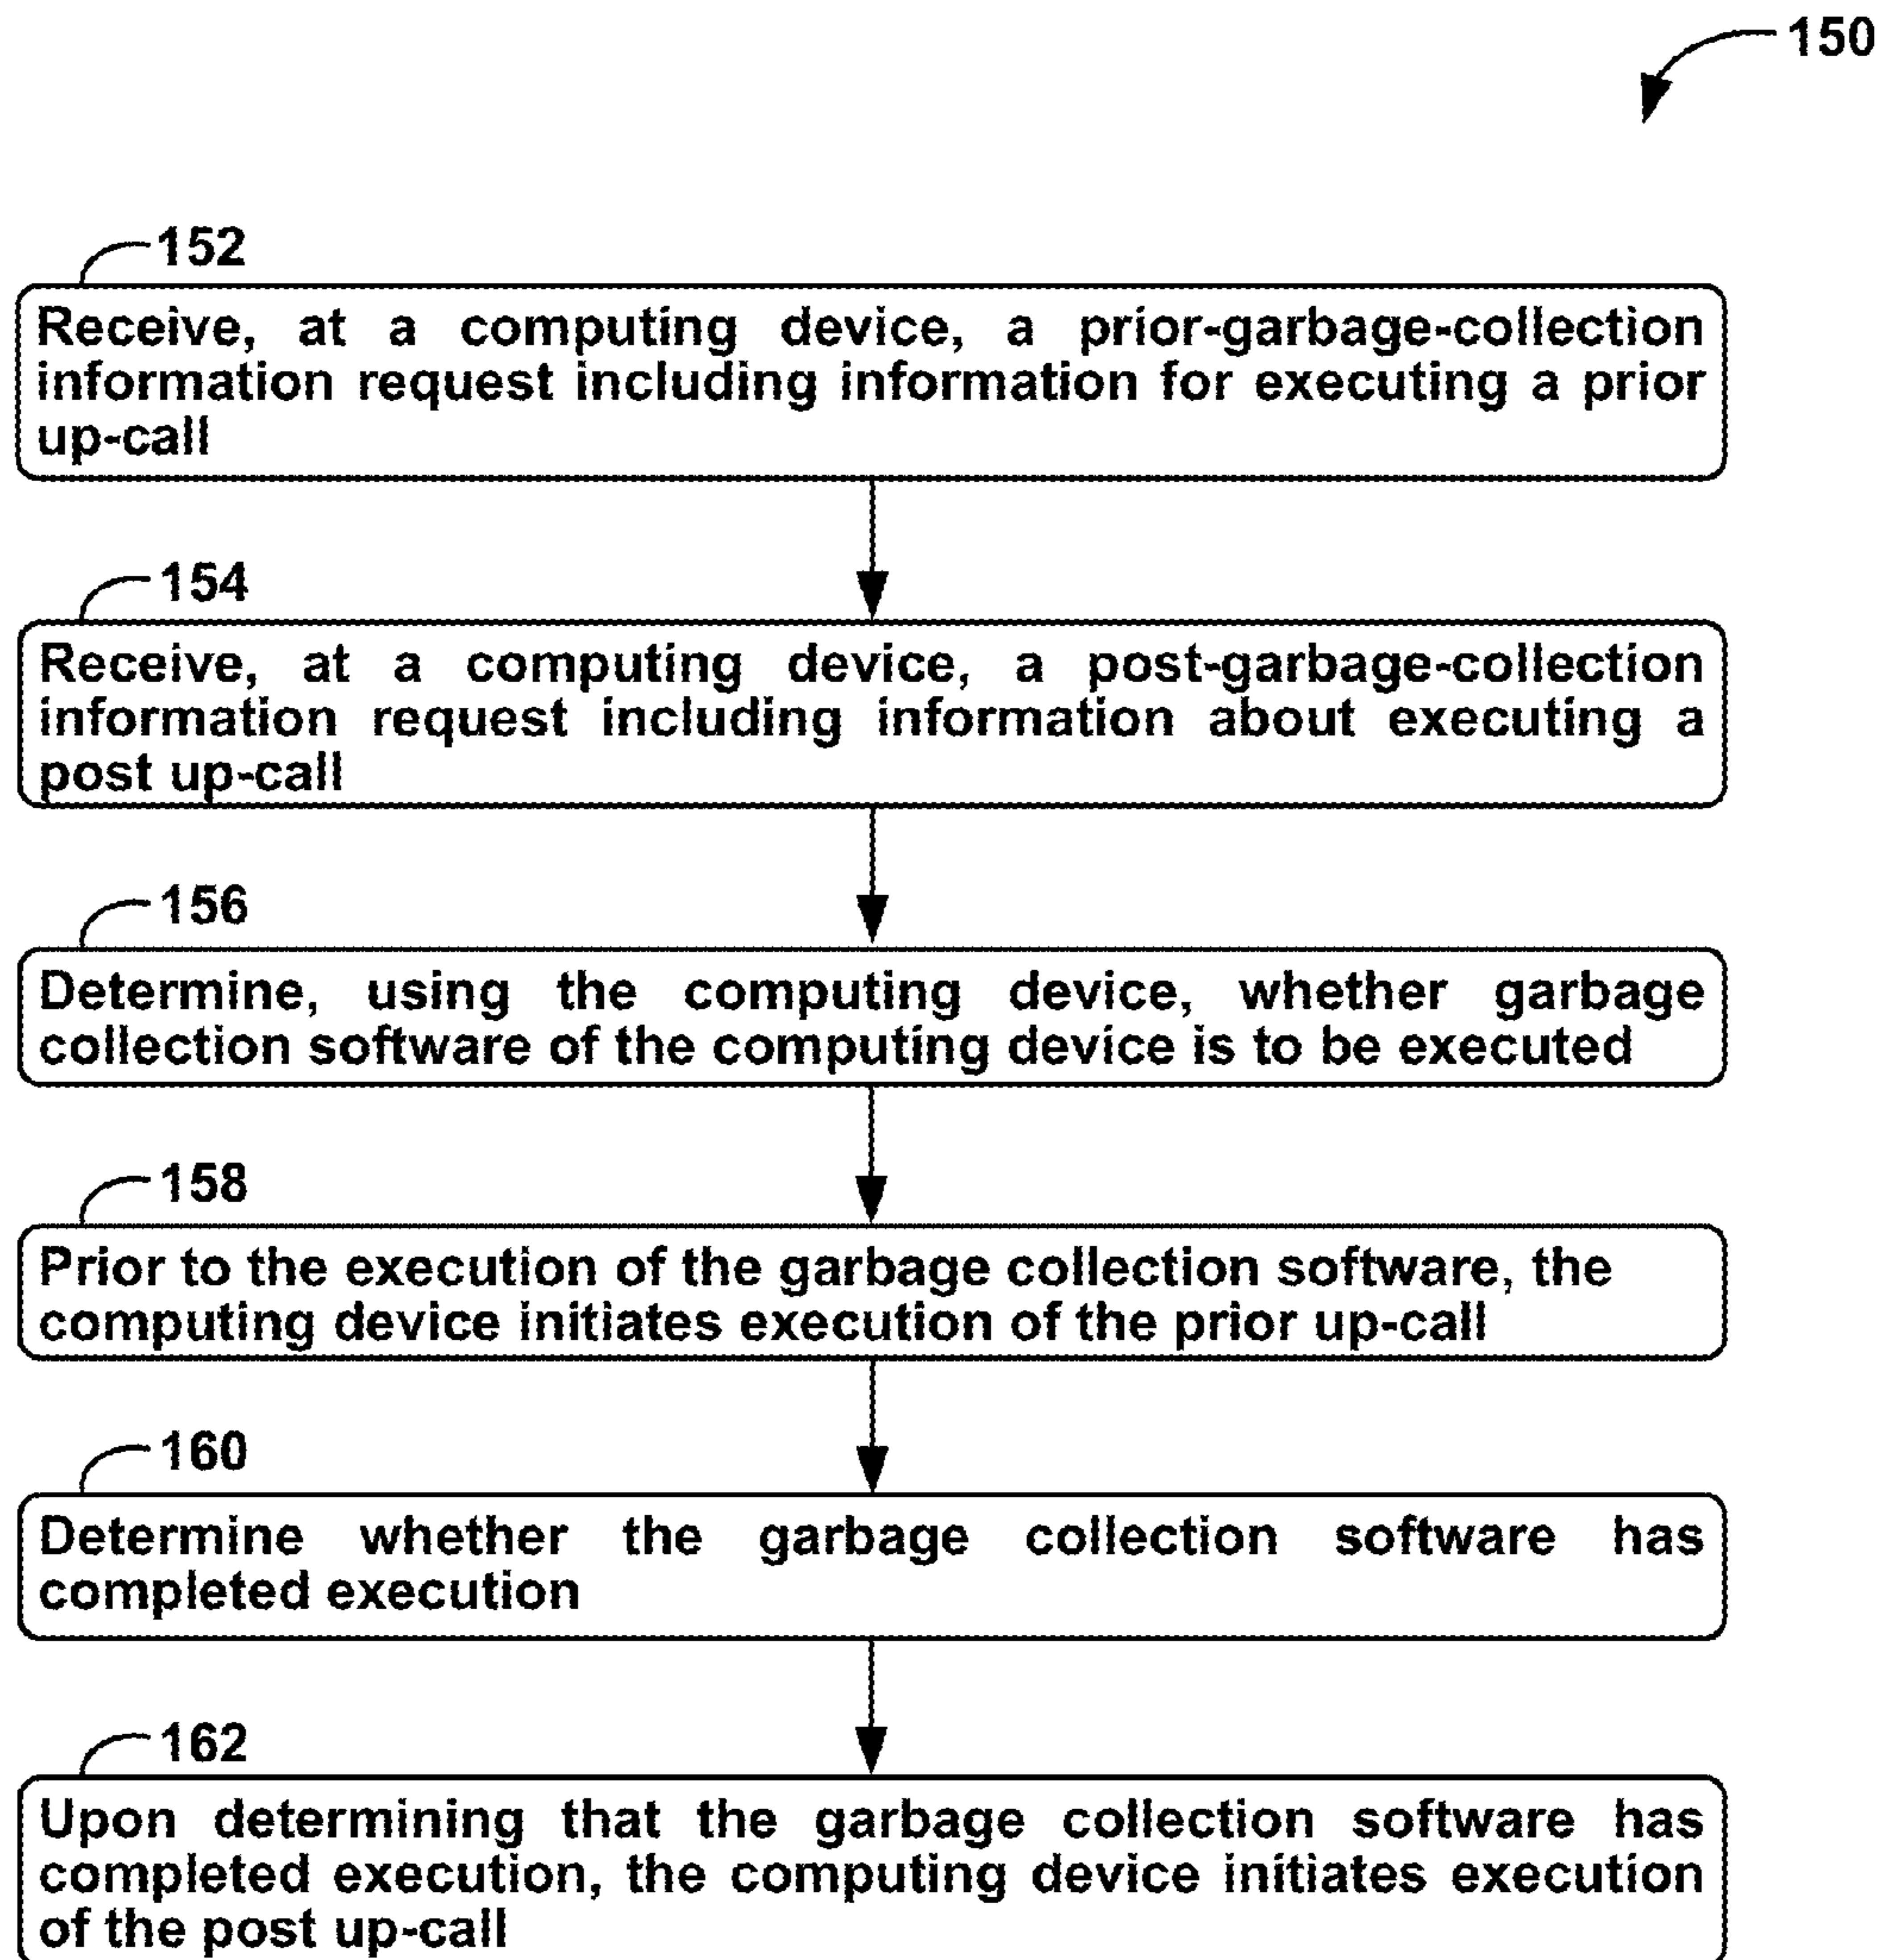 150
152
Receive, at a computing device, a prior-garbage-collection
information request including information for executing a prior
up-call
154
Receive, at a computing device, a post-garbage-collection
information request including information about executing a
post up-call
156
Determine, using the computing device, whether garbage
collection software of the computing device is to be executed
158
Prior to the execution of the garbage collection software, the
computing device initiates execution of the prior up-call
160
Determine whether the garbage collection software has
completed execution
162
Upon determining that the garbage collection software has
completed execution, the computing device initiates execution
of the post up-call